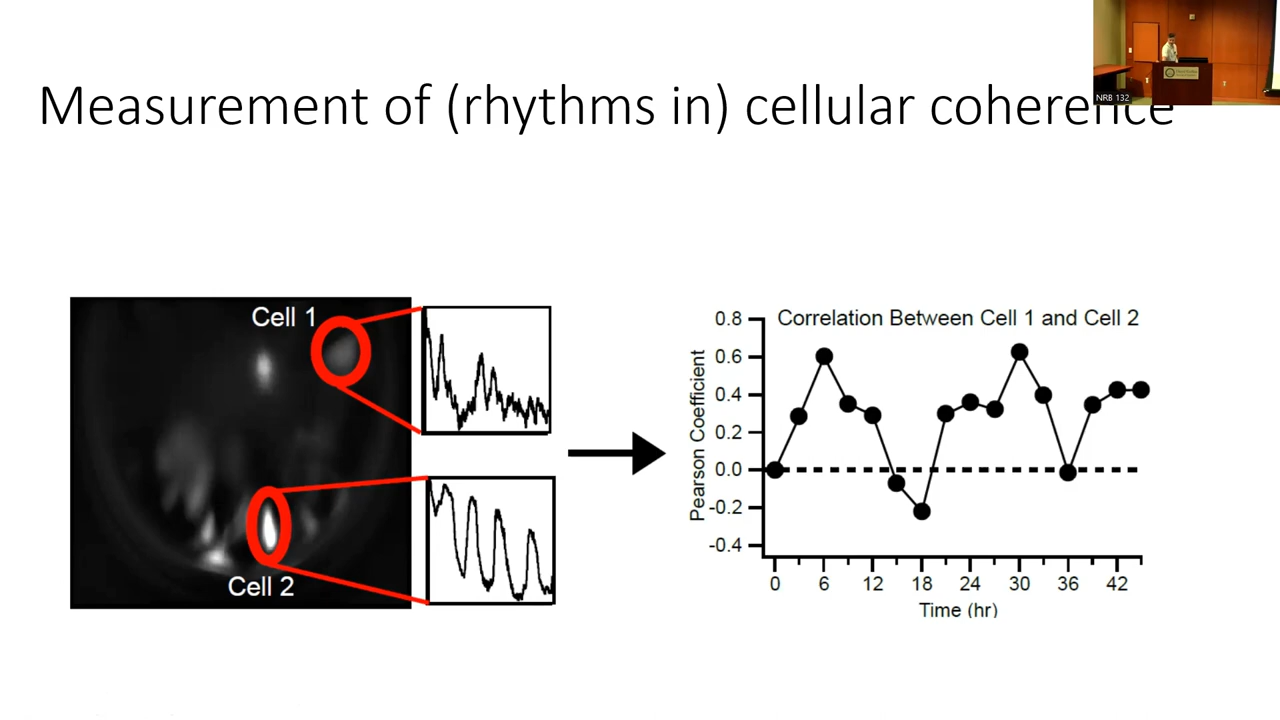 Measurement of (rhythms in) cellular coherence
NRB 132
Cell 1
Cell 2
Correlation Between Cell 1 and Cell 2
Pearson Coefficient
0.8
0.6
0.4
0.2
0.0
-0.2
-0.4
0 6 12 18 24 30 36 42
Time (hr)